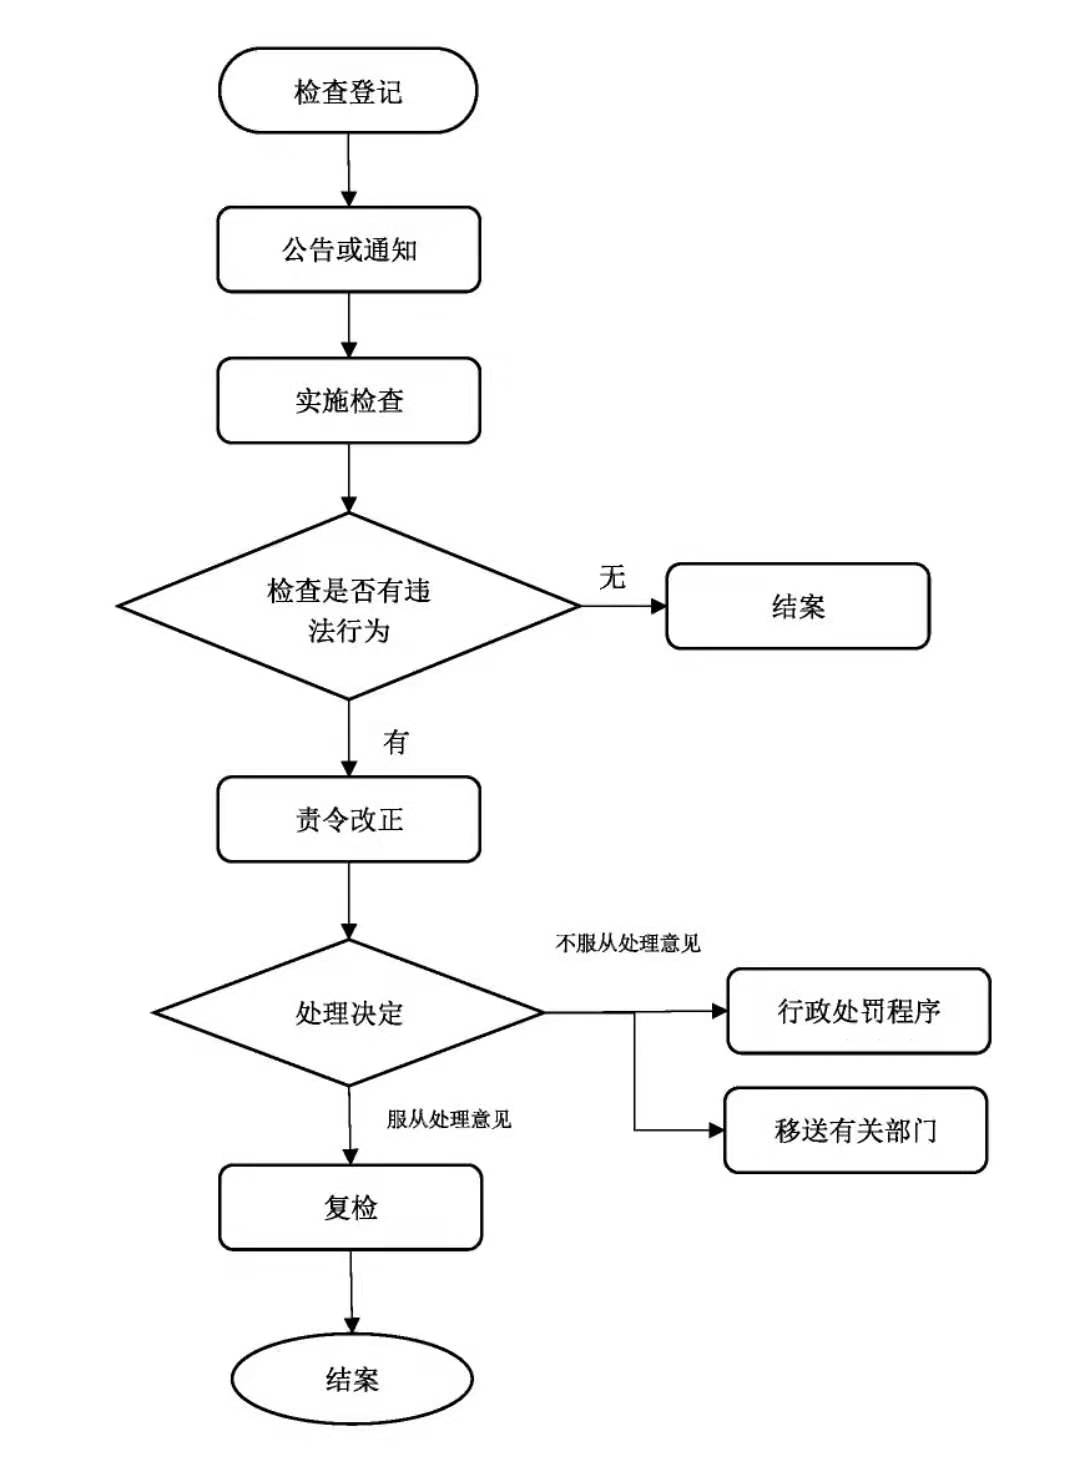 检查登记
公告或通知
实施检查
检查是否有违
法行为
无
结案
有
责令改正
不服从处理意见
处理决定
行政处罚程序
移送有关部门
服从处理意见
复检
结案